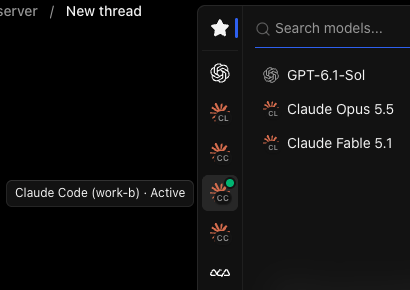 server / New thread
Search models...
GPT-6.1-Sol
CL
Claude Opus 5.5
CL
CC
CL
Claude Fable 5.1
Claude Code (work-b) · Active
CC
CC